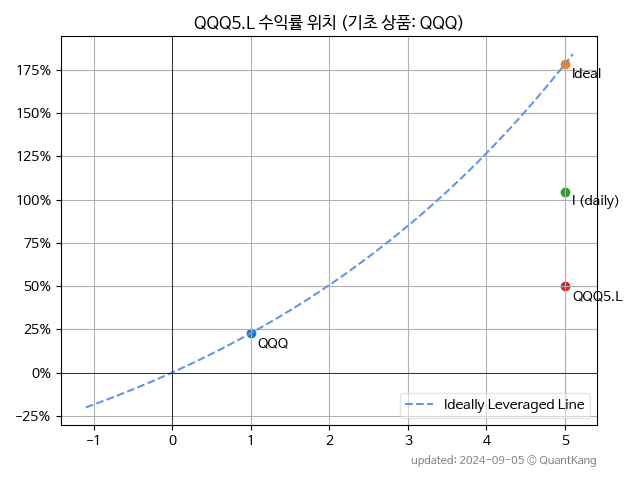 QQQ5.L 수익률 위치 (기초 상품: QQQ)
175%
150%
125%
100%
75%
50%
25%
0%
−25%
Ideal
I (daily)
QQQ5.L
QQQ
Ideally Leveraged Line
−1 0 1 2 3 4 5
updated: 2024-09-05 © QuantKang